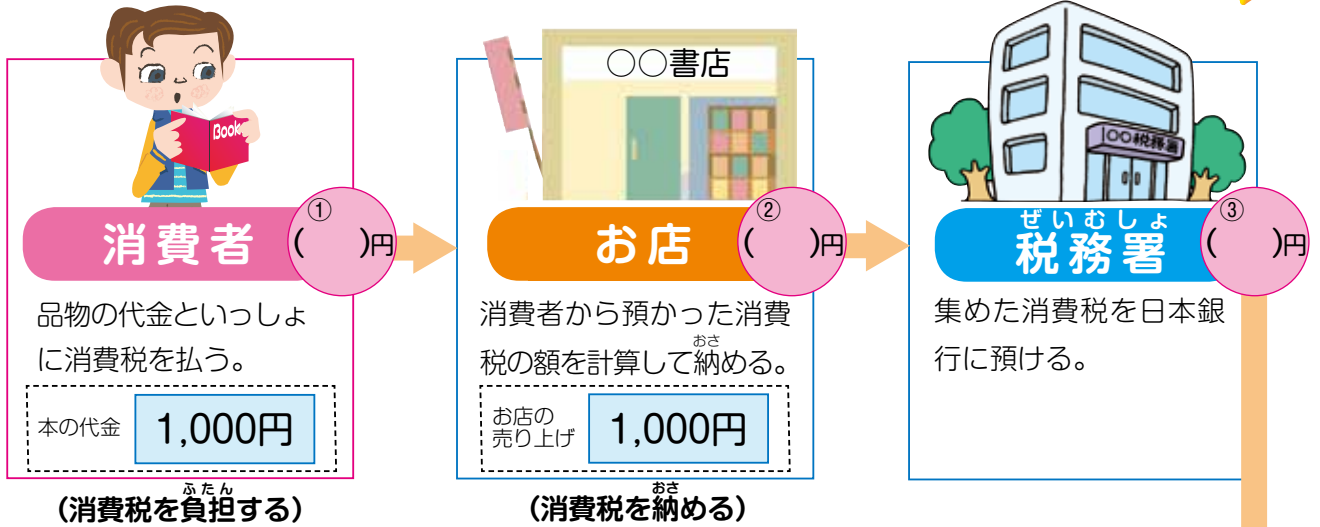 Book
○○書店
○○税務署
①
消費者 ( )円
②
お店 ( )円
③
ぜいむしょ
税務署 ( )円
品物の代金といっしょ
に消費税を払う。
本の代金 1,000円
ふたん
(消費税を負担する)
消費者から預かった消費
おさ
税の額を計算して納める。
お店の
売り上げ 1,000円
おさ
(消費税を納める)
集めた消費税を日本銀
行に預ける。